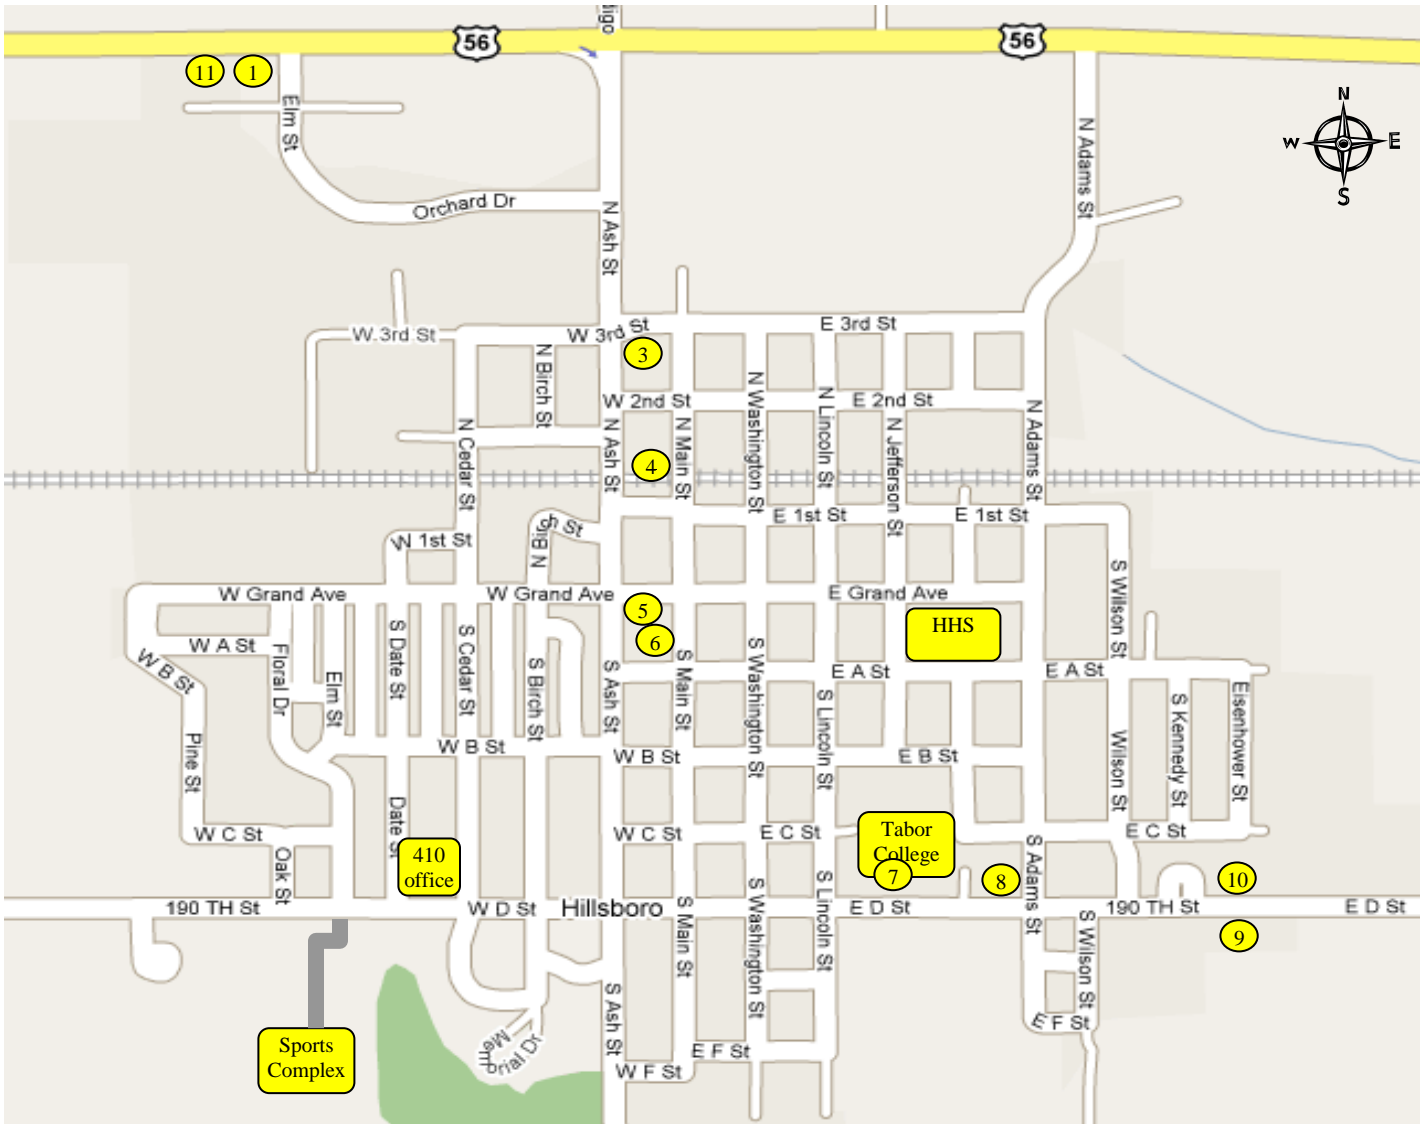 digo
56
56
11
1
N
W
E
S
Elm St
N Adams St
Orchard Dr
N Ash St
W 3rd St
W 3rd St
E 3rd St
3
N Birch St
W 2nd St
E 2nd St
N Washington St
N Lincoln St
N Cedar St
N Ash St
N Main St
N Jefferson St
N Adams St
4
E 1st St
E 1st St
W 1st St
N Bir
ch St
W Grand Ave
W Grand Ave
E Grand Ave
S Wilson St
5
6
HHS
W A St
W B St
Floral Dr
Elm St
S Date St
S Cedar St
S Birch St
S Ash St
S Main St
S Washington St
E A St
E A St
S Lincoln St
S Kennedy St
Eisenhower St
Pine St
W B St
W B St
E B St
Wilson St
W C St
W C St
E C St
E C St
Date St
Oak St
410
office
Tabor
College
7
8
10
S Adams St
190 TH St
W D St
Hillsboro
E D St
190 TH St
E D St
9
S Main St
S Washington St
S Lincoln St
S Wilson St
S Ash St
Memorial Dr
Sports
Complex
E F St
E F St
W F St